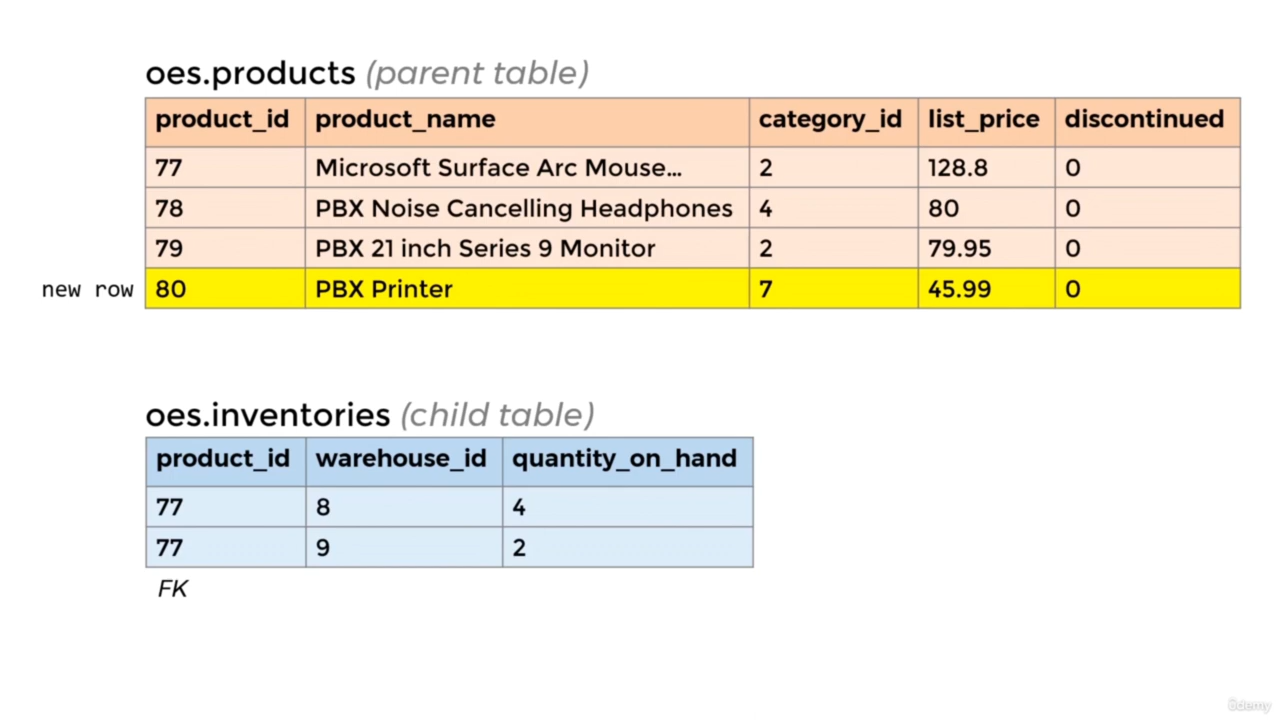 oes.products (parent table)
product_id product_name category_id list_price discontinued
77 Microsoft Surface Arc Mouse... 2 128.8 0
78 PBX Noise Cancelling Headphones 4 80 0
79 PBX 21 inch Series 9 Monitor 2 79.95 0
new row 80 PBX Printer 7 45.99 0
oes.inventories (child table)
product_id warehouse_id quantity_on_hand
77 8 4
77 9 2
FK
ûdemy